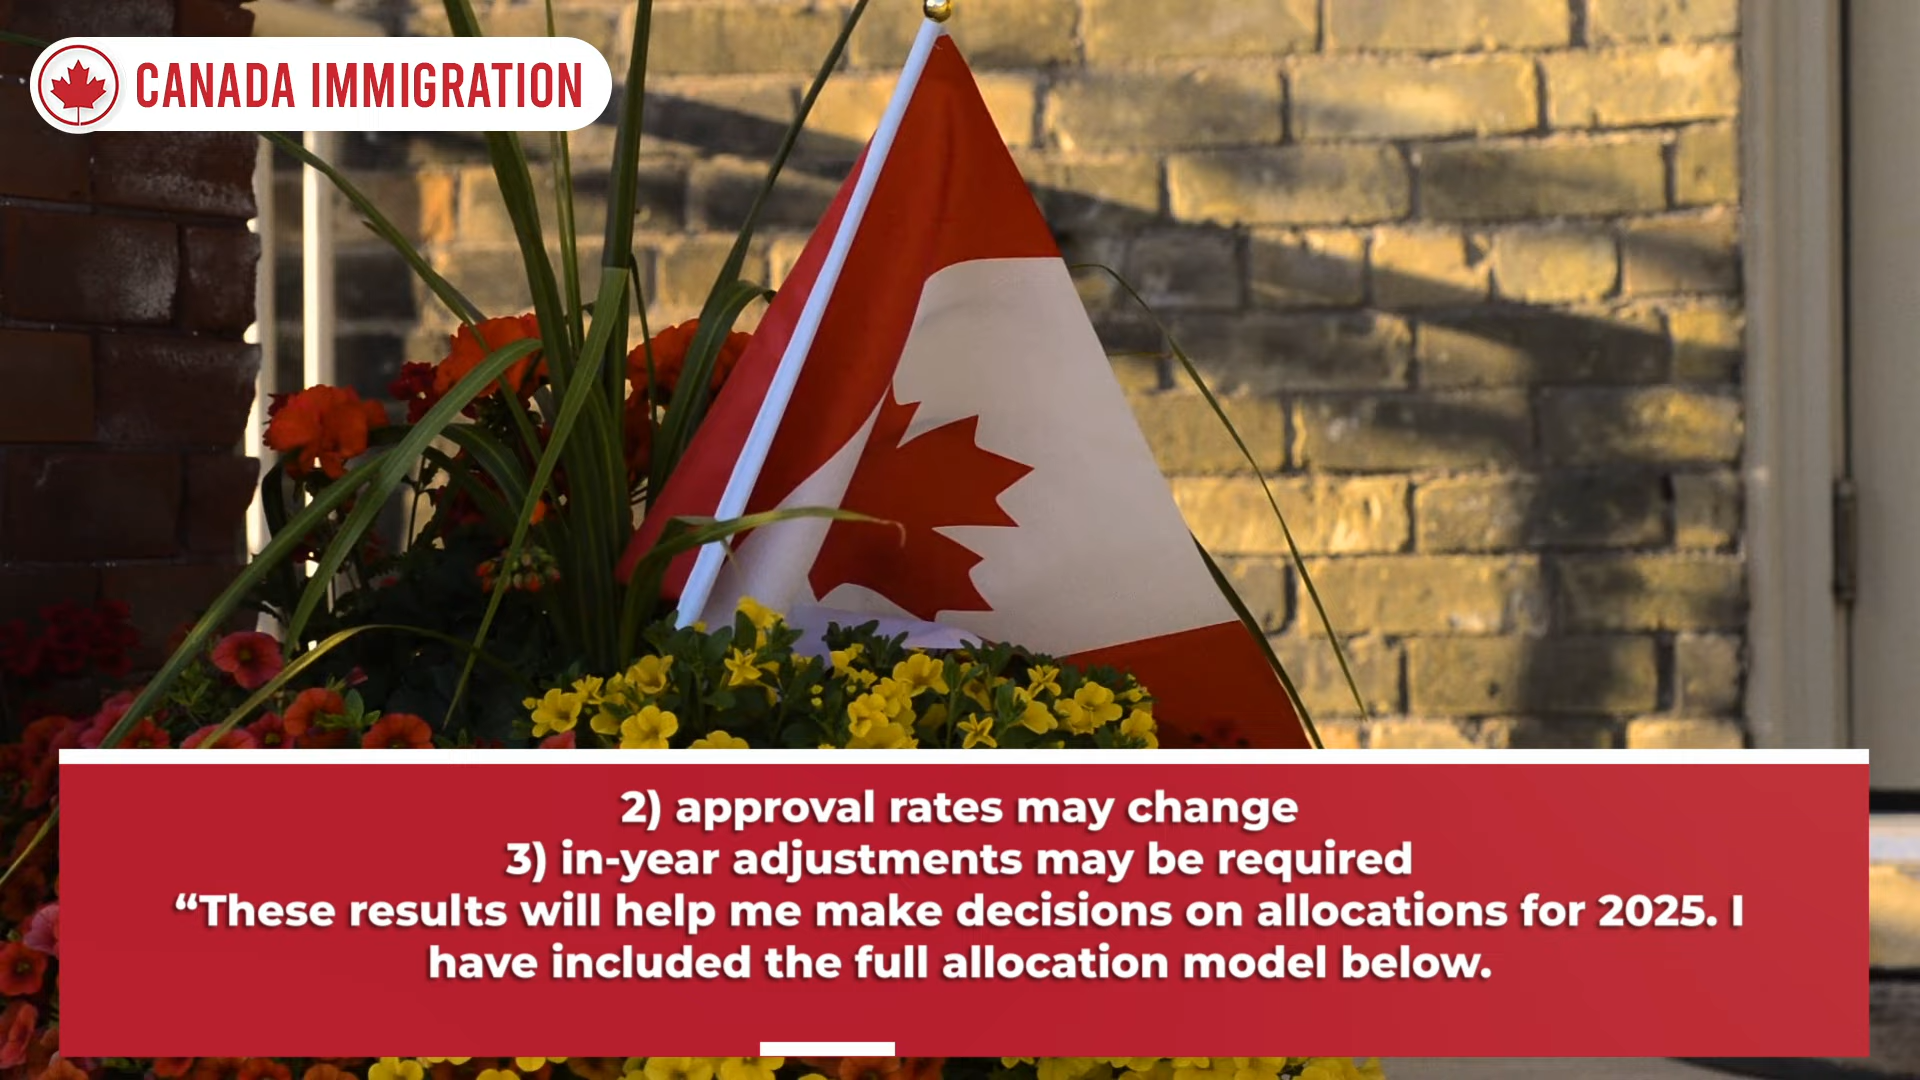 CANADA IMMIGRATION
2) approval rates may change
3) in-year adjustments may be required
“These results will help me make decisions on allocations for 2025. I
have included the full allocation model below.